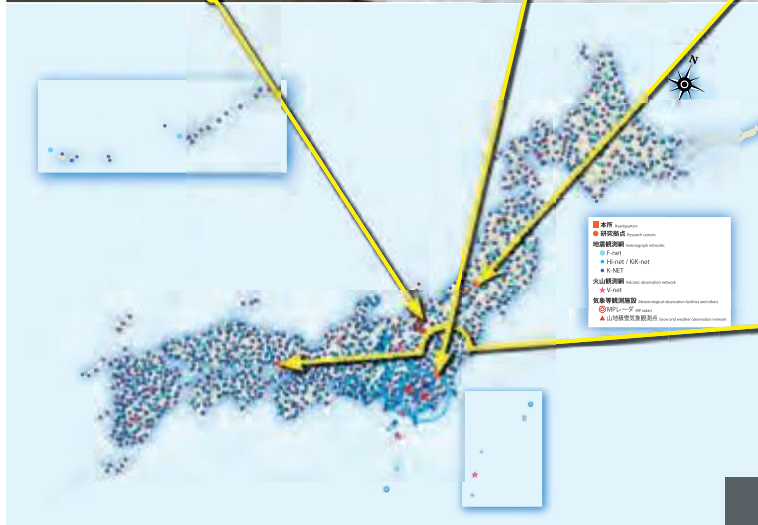 N
本所 Headquarters
研究拠点 Research centers
地震観測網 Seismograph networks
F-net
Hi-net / KiK-net
K-NET
火山観測網 Volcanic observation network
V-net
気象等観測施設 Meteorological observation facilities and others
MPレーダ MP radars
山地積雪気象観測点 Snow and weather observation network